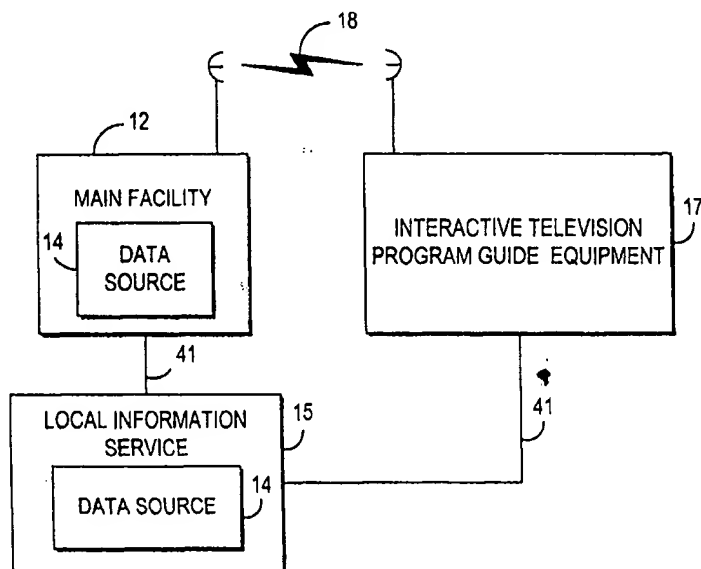 18
12
MAIN FACILITY
14
DATA
SOURCE
INTERACTIVE TELEVISION
PROGRAM GUIDE EQUIPMENT
17
41
LOCAL INFORMATION
SERVICE
15
41
DATA SOURCE
14